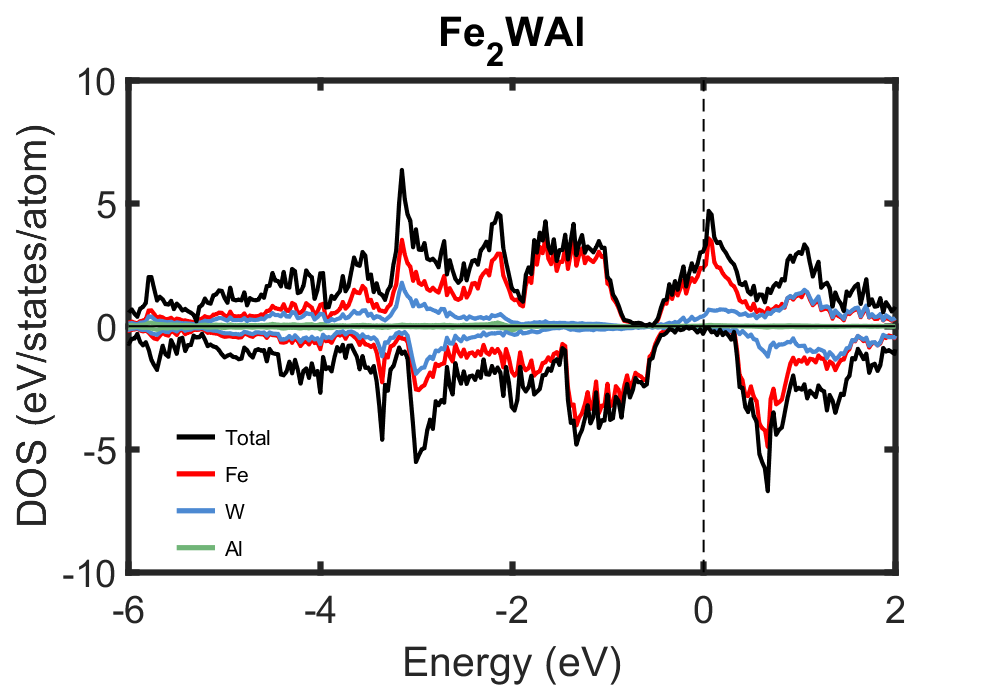 Fe₂WAl
DOS (eV/states/atom)
10
5
0
-5
-10
Total
Fe
W
Al
-6 -4 -2 0 2
Energy (eV)